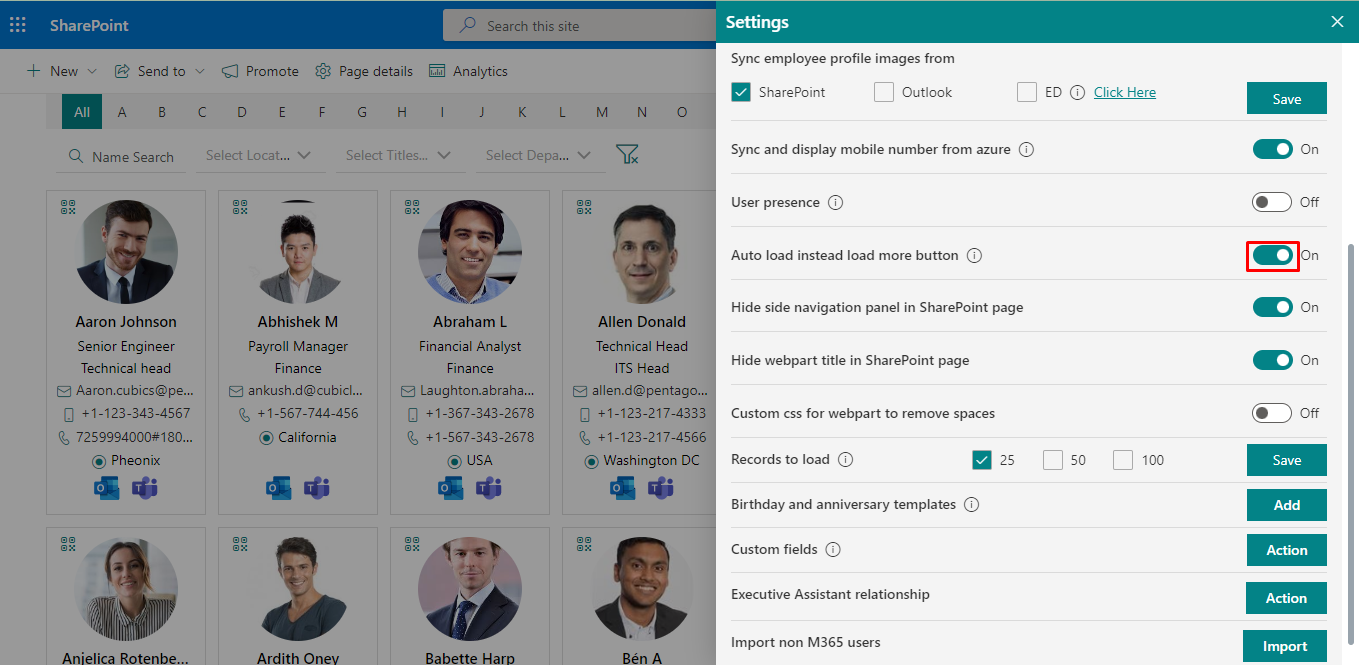 SharePoint
Search this site
New
Send to
Promote
Page details
Analytics
All A B C D E F G H I J K L M N O
Name Search
Select Locat...
Select Titles...
Select Depa...
Aaron Johnson
Senior Engineer
Technical head
Aaron.cubics@pe...
+1-123-343-4567
7259994000#180...
Pheonix
Abhishek M
Payroll Manager
Finance
ankush.d@cubicl...
+1-567-744-456
California
Abraham L
Financial Analyst
Finance
Laughton.abraha...
+1-367-343-2678
+1-567-343-2678
USA
Allen Donald
Technical Head
ITS Head
allen.d@pentago...
+1-123-217-4333
+1-123-217-4566
Washington DC
Anjelica Rotenbe...
Ardith Oney
Babette Harp
Bén A
Settings
Sync employee profile images from
SharePoint
Outlook
ED
Click Here
Save
Sync and display mobile number from azure
On
User presence
Off
Auto load instead load more button
On
Hide side navigation panel in SharePoint page
On
Hide webpart title in SharePoint page
On
Custom css for webpart to remove spaces
Off
Records to load
25
50
100
Save
Birthday and anniversary templates
Add
Custom fields
Action
Executive Assistant relationship
Action
Import non M365 users
Import